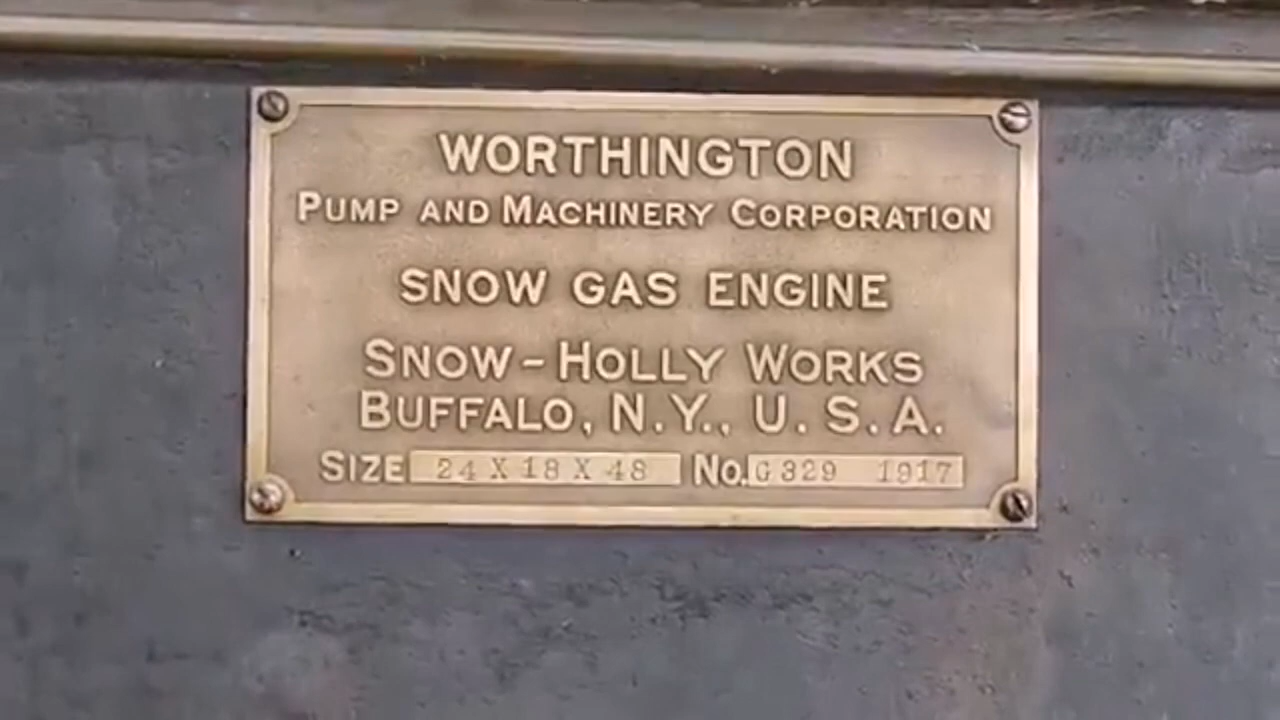 WORTHINGTON
PUMP AND MACHINERY CORPORATION
SNOW GAS ENGINE
SNOW-HOLLY WORKS
BUFFALO, N.Y., U.S.A.
SIZE 24 X 18 X 48 NO. G 329 1917